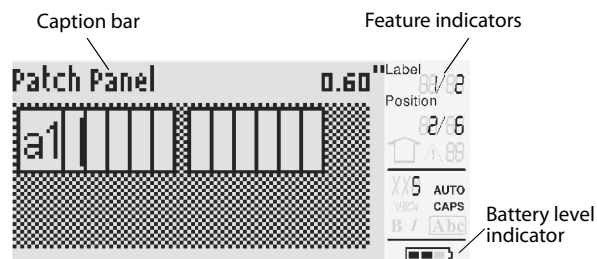 Caption bar
Feature indicators
Patch Panel 0.60"
Label
1/2
Position
2/6
a1
XXS AUTO
CAPS
B I Abc
Battery level
indicator